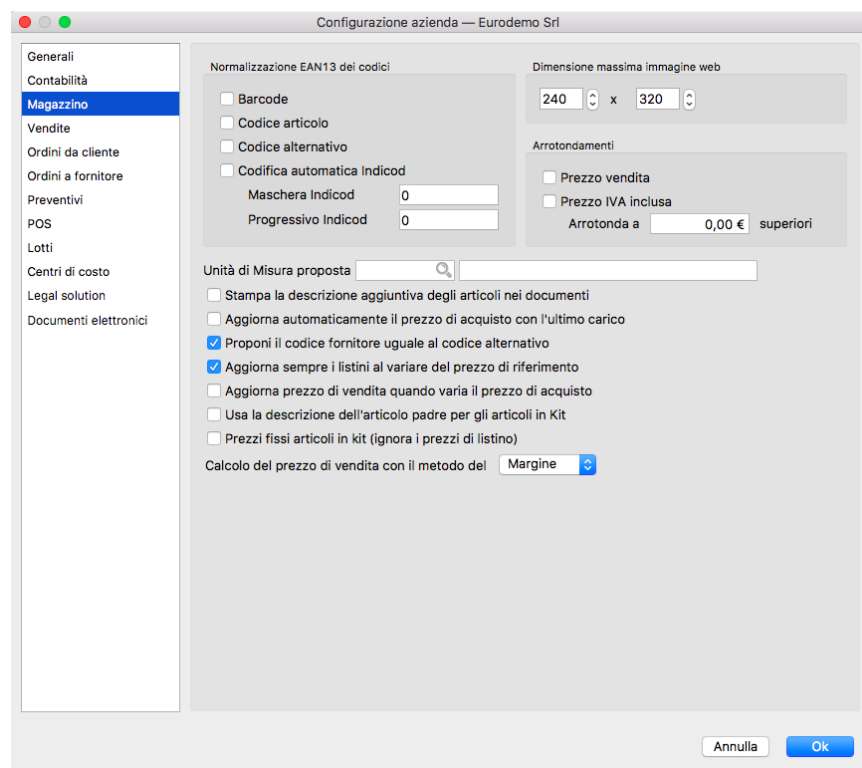 Configurazione azienda — Eurodemo Srl
Generali
Contabilità
Magazzino
Vendite
Ordini da cliente
Ordini a fornitore
Preventivi
POS
Lotti
Centri di costo
Legal solution
Documenti elettronici
Normalizzazione EAN13 dei codici
Barcode
Codice articolo
Codice alternativo
Codifica automatica Indicod
Maschera Indicod 0
Progressivo Indicod 0
Dimensione massima immagine web
240 x 320
Arrotondamenti
Prezzo vendita
Prezzo IVA inclusa
Arrotonda a 0,00 € superiori
Unità di Misura proposta
Stampa la descrizione aggiuntiva degli articoli nei documenti
Aggiorna automaticamente il prezzo di acquisto con l'ultimo carico
Proponi il codice fornitore uguale al codice alternativo
Aggiorna sempre i listini al variare del prezzo di riferimento
Aggiorna prezzo di vendita quando varia il prezzo di acquisto
Usa la descrizione dell'articolo padre per gli articoli in Kit
Prezzi fissi articoli in kit (ignora i prezzi di listino)
Calcolo del prezzo di vendita con il metodo del Margine
Annulla
Ok